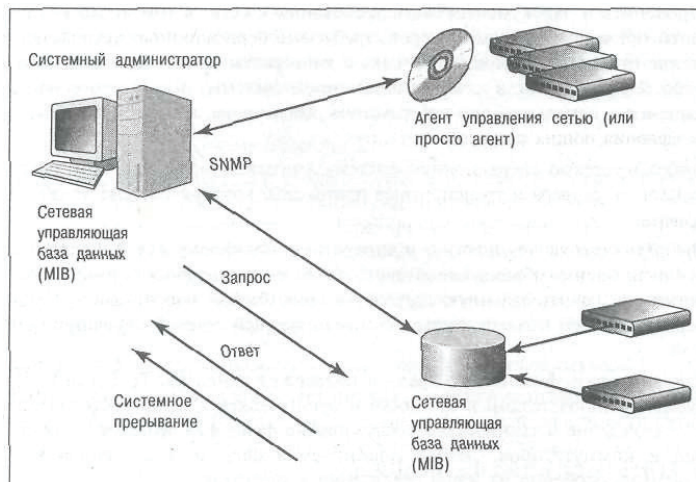 Системный администратор
Агент управления сетью (или
просто агент)
SNMP
Сетевая
управляющая
база данных
(MIB)
Запрос
Ответ
Системное
прерывание
Сетевая
управляющая
база данных
(MIB)